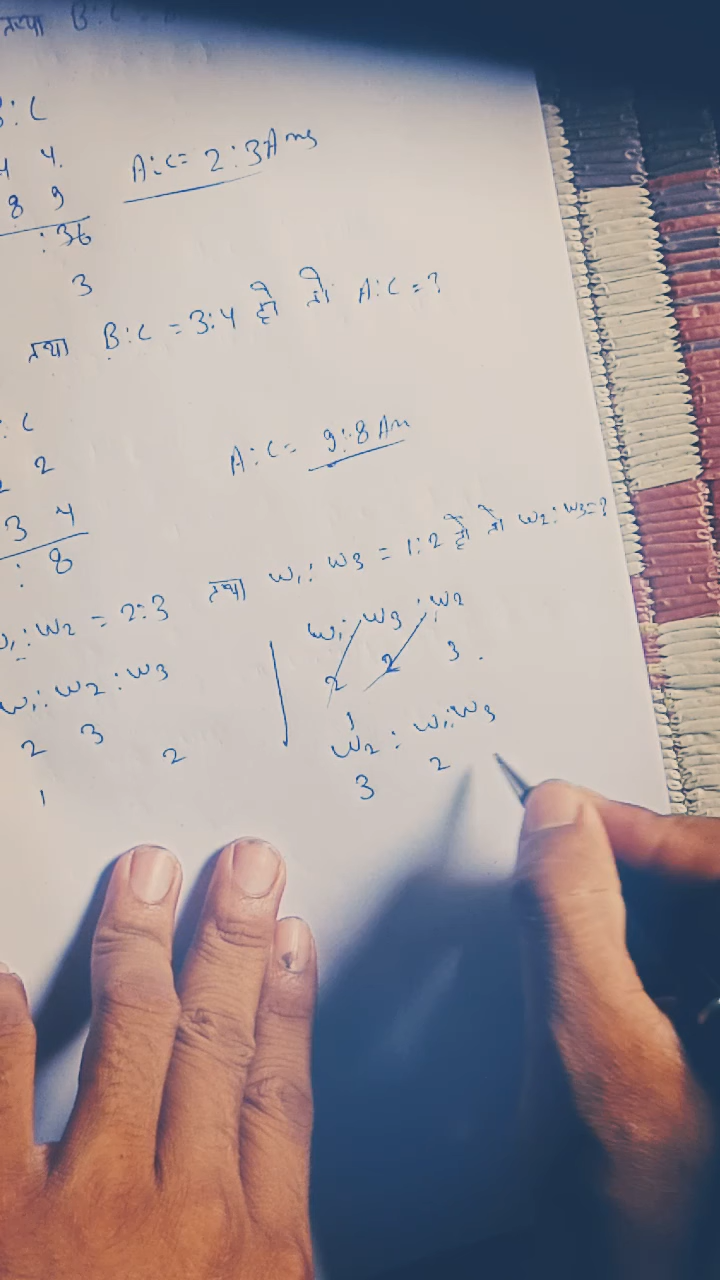 तथा B:C
B:C
4 4.
8 9
:36
3
A:C= 2:3 Ans
तथा B:C = 3:4 हो तो A:C = ?
:C
2 2
3 4
: 8
A:C= 9:8 An
W₁:W₂ = 2:3 तथा W₁:W₃ = 1:2 हो तो W₂:W₃=?
W₁:W₂:W₃
2 3
2
1
W₁:W₃:W₂
2 2 3.
1
W₂:W₁:W₃
3 2